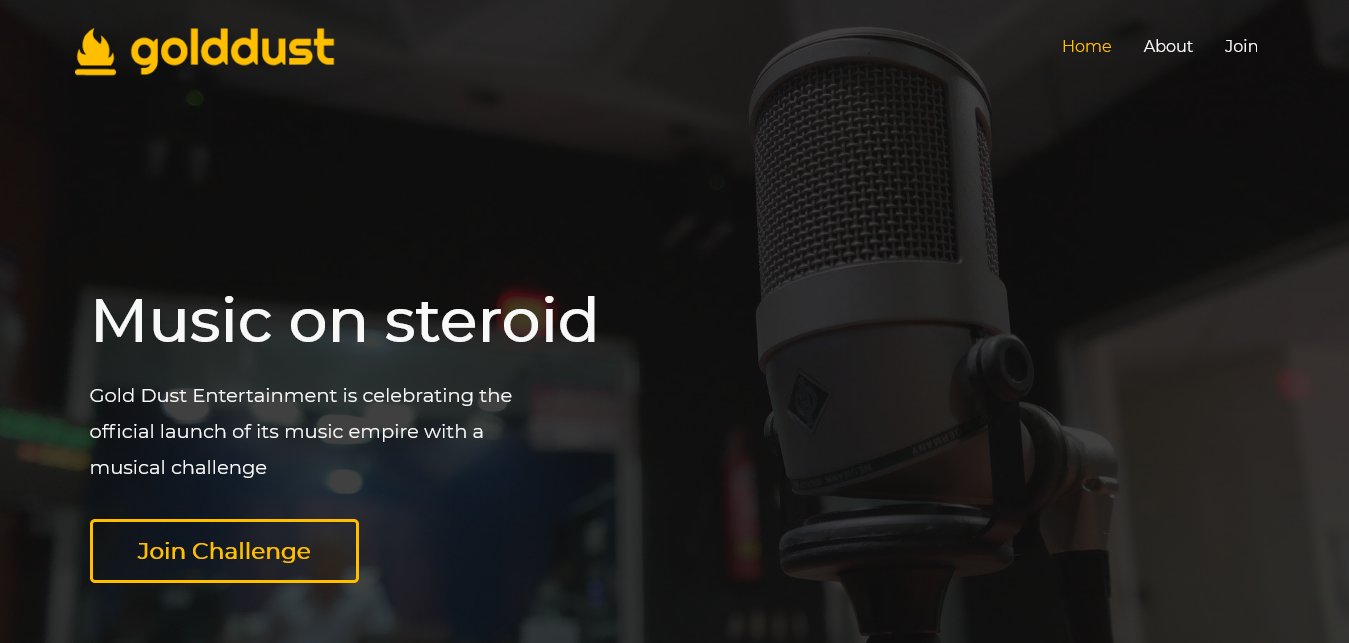 golddust
Home About Join
Music on steroid
Gold Dust Entertainment is celebrating the
official launch of its music empire with a
musical challenge
Join Challenge
GERMANY